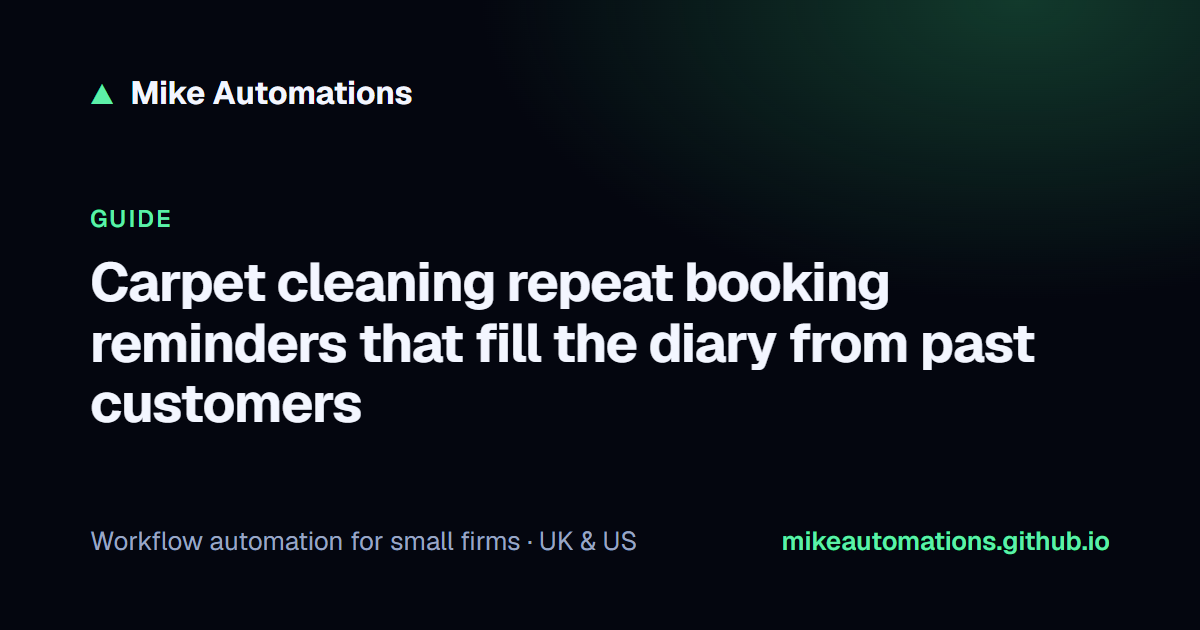 Mike Automations
GUIDE
Carpet cleaning repeat booking
reminders that fill the diary from past
customers
Workflow automation for small firms · UK & US
mikeautomations.github.io